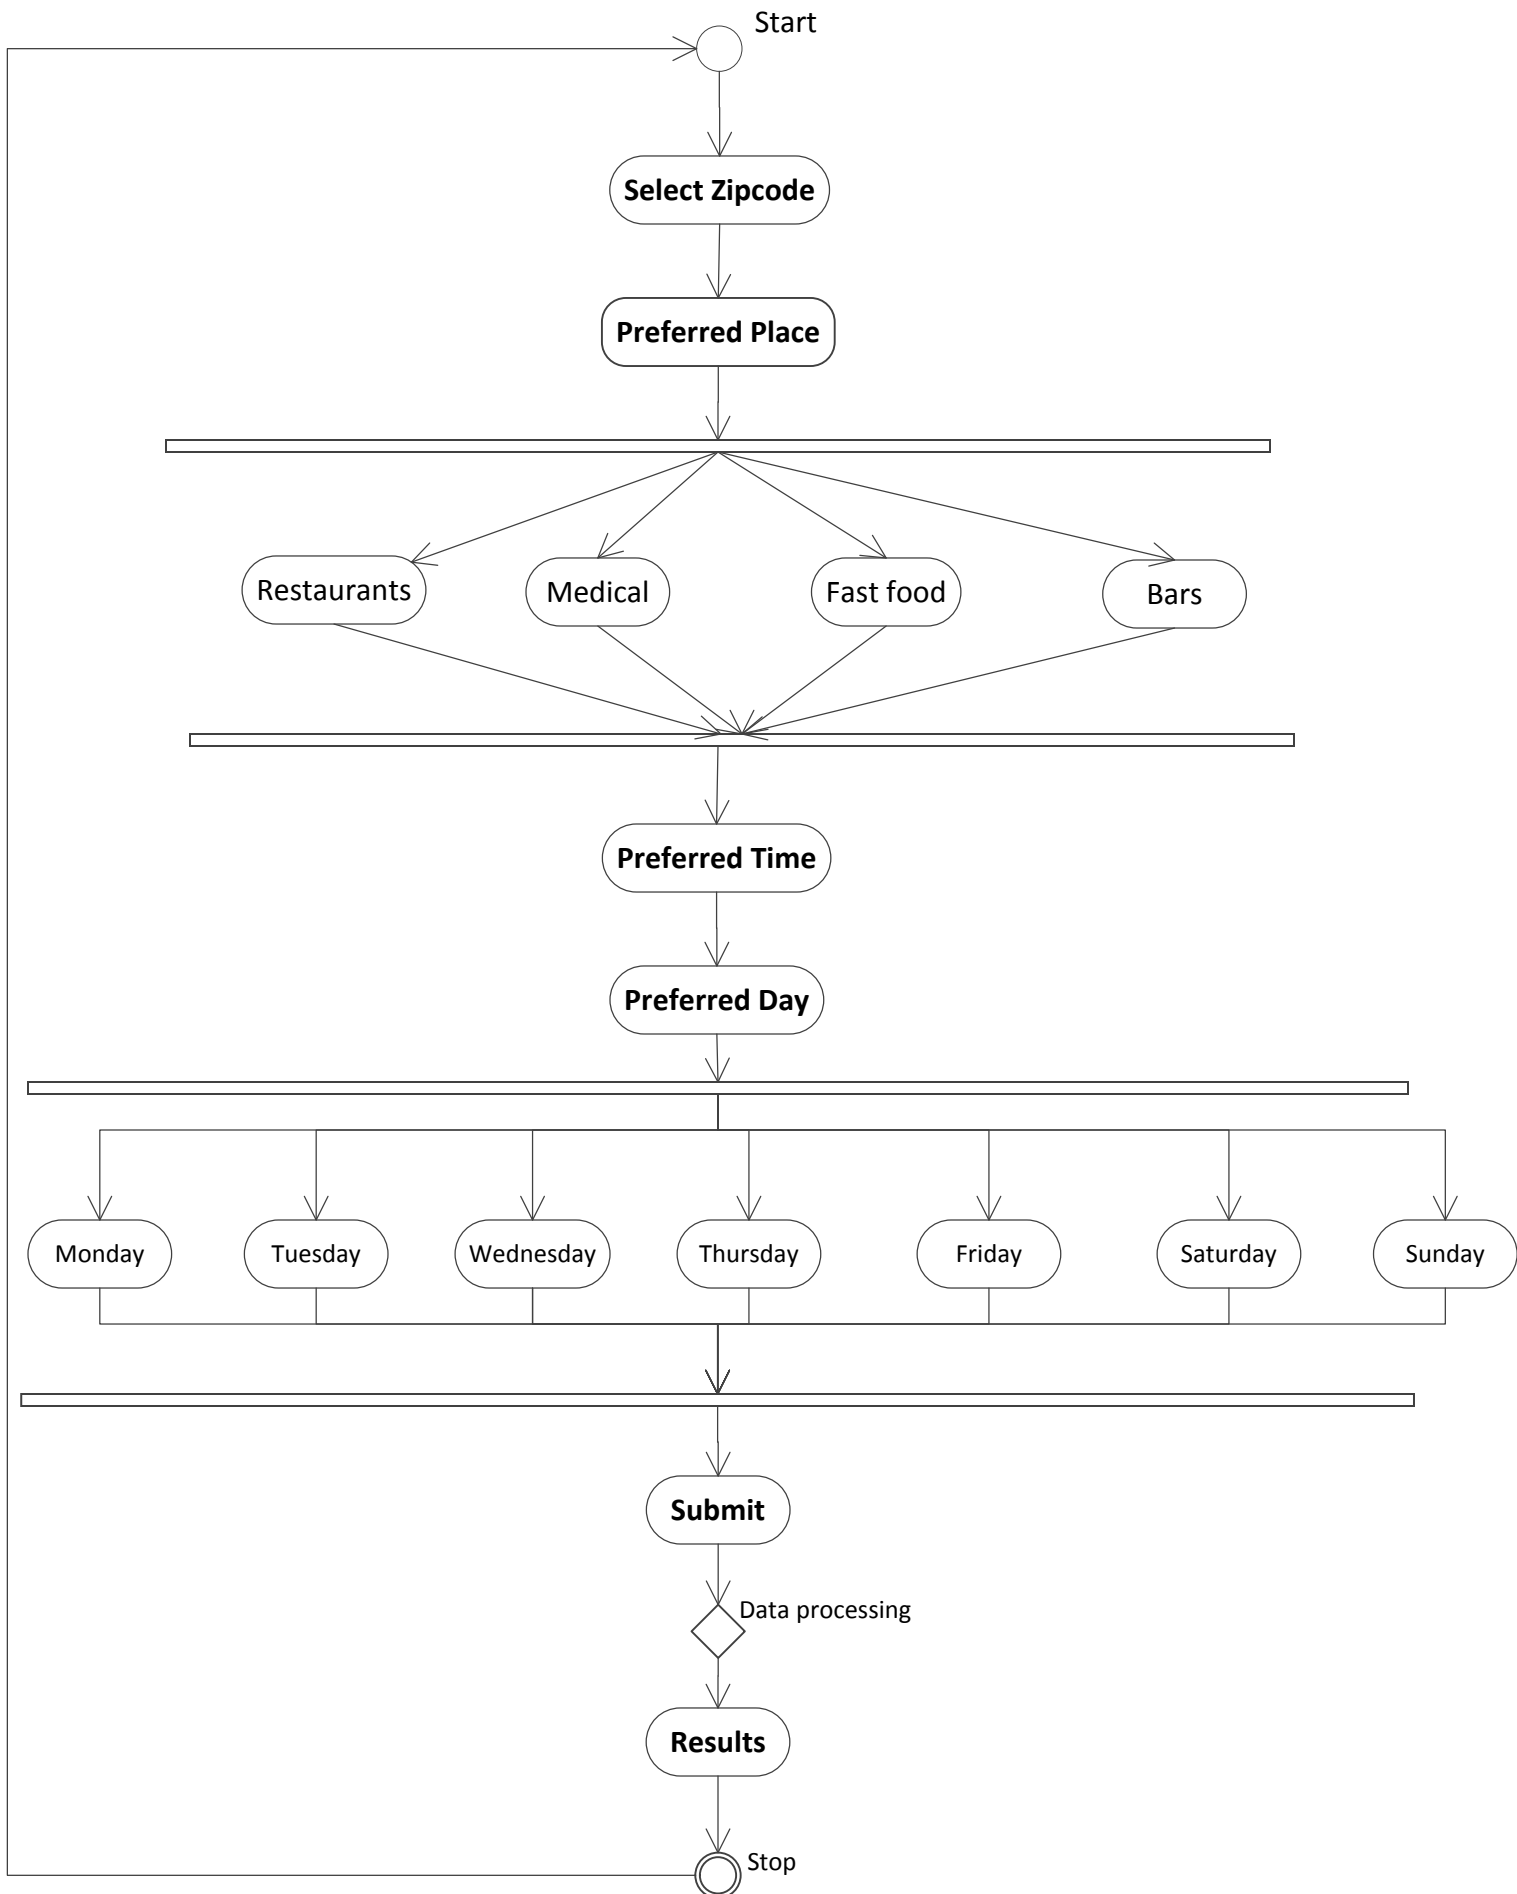 Start
Select Zipcode
Preferred Place
Restaurants
Medical
Fast food
Bars
Preferred Time
Preferred Day
Monday
Tuesday
Wednesday
Thursday
Friday
Saturday
Sunday
Submit
Data processing
Results
Stop